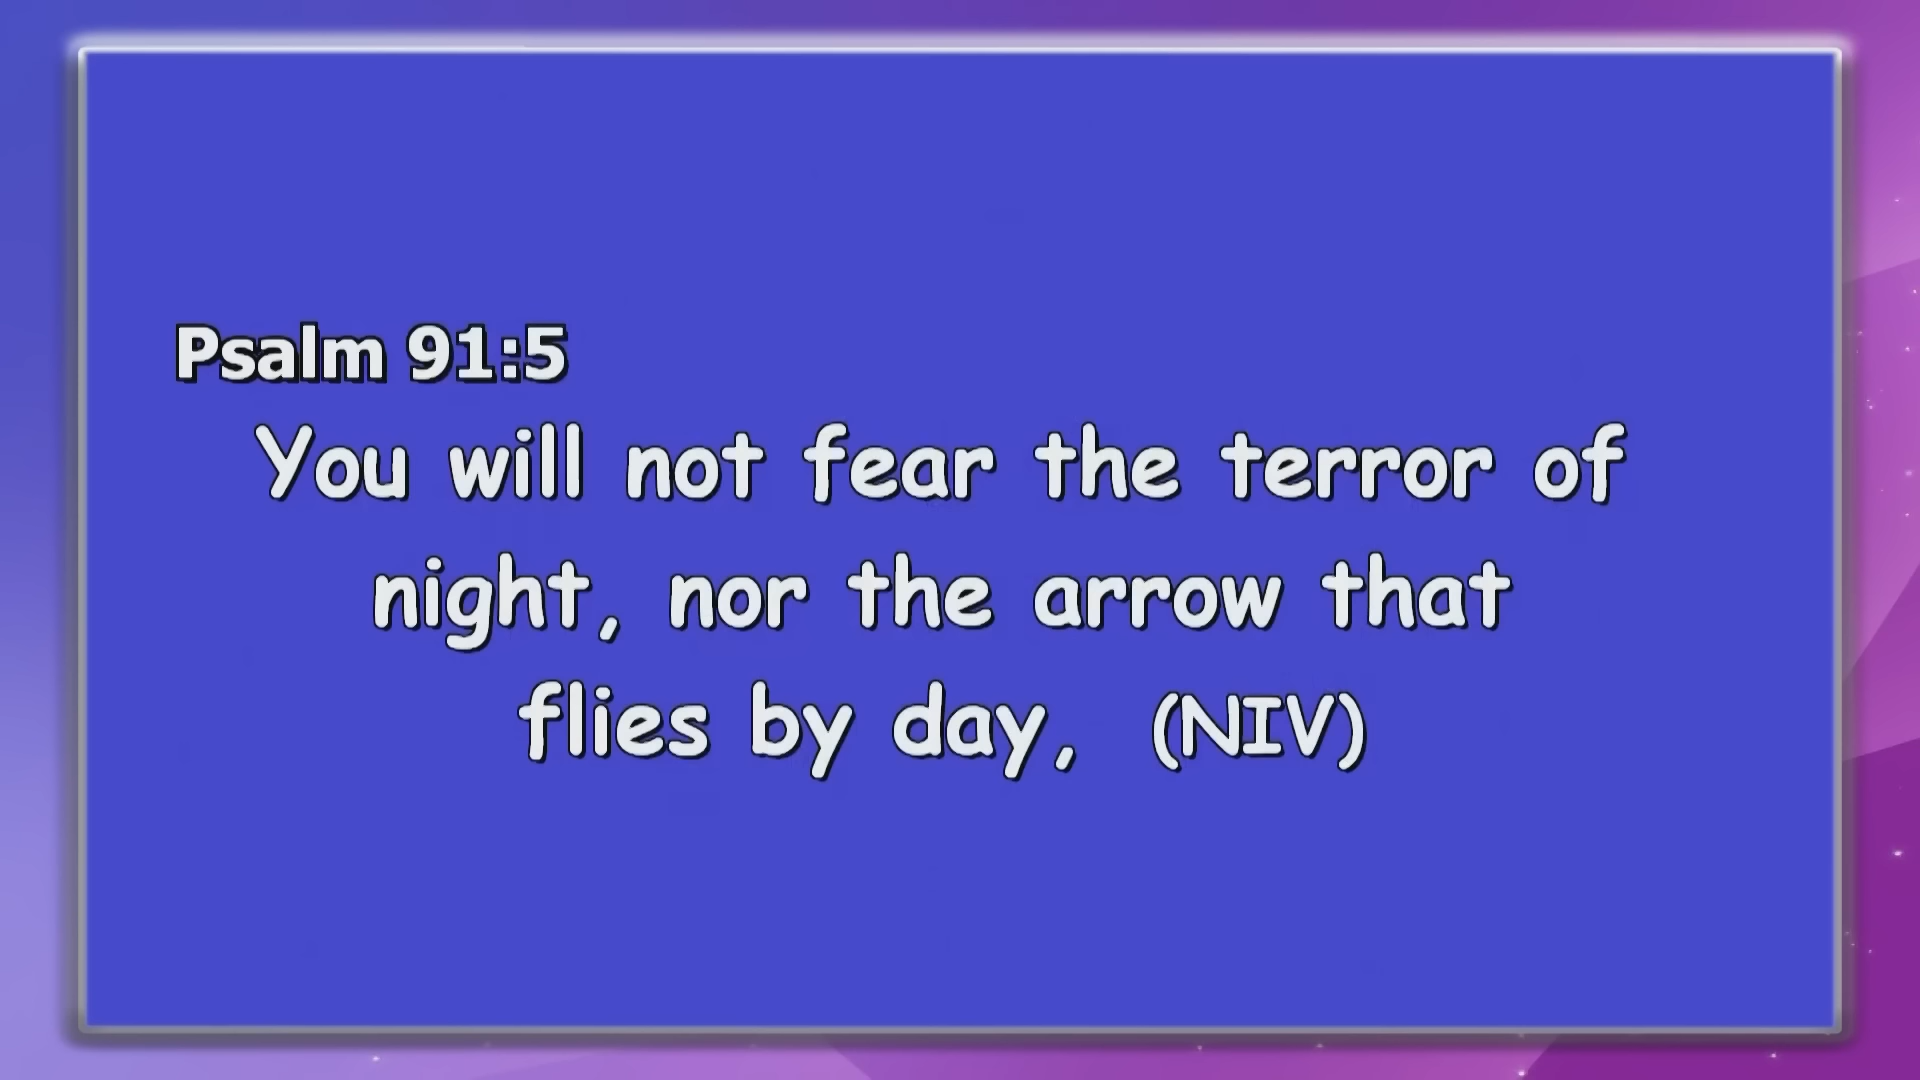 Psalm 91:5
You will not fear the terror of
night, nor the arrow that
flies by day, (NIV)